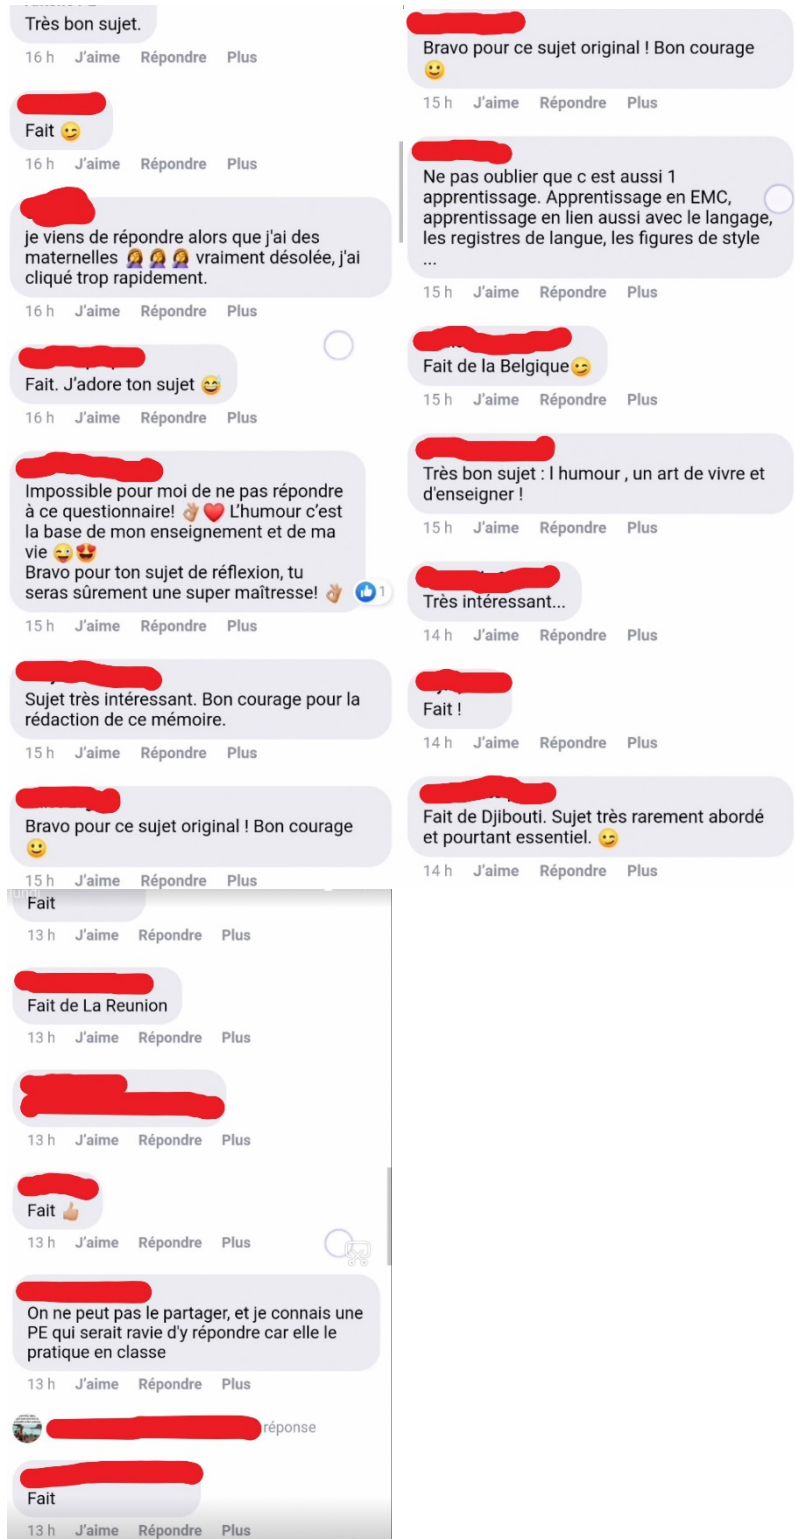 Très bon sujet.
16 h J'aime Répondre Plus
Fait 😉
16 h J'aime Répondre Plus
je viens de répondre alors que j'ai des
maternelles 🤦‍♀️ 🤦‍♀️ 🤦‍♀️ vraiment désolée, j'ai
cliqué trop rapidement.
16 h J'aime Répondre Plus
Fait. J'adore ton sujet 😅
16 h J'aime Répondre Plus
Impossible pour moi de ne pas répondre
à ce questionnaire! 👌❤️ L'humour c'est
la base de mon enseignement et de ma
vie 😜😍
Bravo pour ton sujet de réflexion, tu
seras sûrement une super maîtresse! 👌 1
15 h J'aime Répondre Plus
Sujet très intéressant. Bon courage pour la
rédaction de ce mémoire.
15 h J'aime Répondre Plus
Bravo pour ce sujet original ! Bon courage
🙂
15 h J'aime Répondre Plus
Bravo pour ce sujet original ! Bon courage
🙂
15 h J'aime Répondre Plus
Ne pas oublier que c est aussi 1
apprentissage. Apprentissage en EMC,
apprentissage en lien aussi avec le langage,
les registres de langue, les figures de style
...
15 h J'aime Répondre Plus
Fait de la Belgique😉
15 h J'aime Répondre Plus
Très bon sujet : l humour , un art de vivre et
d'enseigner !
15 h J'aime Répondre Plus
Très intéressant...
14 h J'aime Répondre Plus
Fait !
14 h J'aime Répondre Plus
Fait de Djibouti. Sujet très rarement abordé
et pourtant essentiel. 😉
14 h J'aime Répondre Plus
Fait
13 h J'aime Répondre Plus
Fait de La Reunion
13 h J'aime Répondre Plus
13 h J'aime Répondre Plus
Fait 👍
13 h J'aime Répondre Plus
On ne peut pas le partager, et je connais une
PE qui serait ravie d'y répondre car elle le
pratique en classe
13 h J'aime Répondre Plus
réponse
Fait
13 h J'aime Répondre Plus